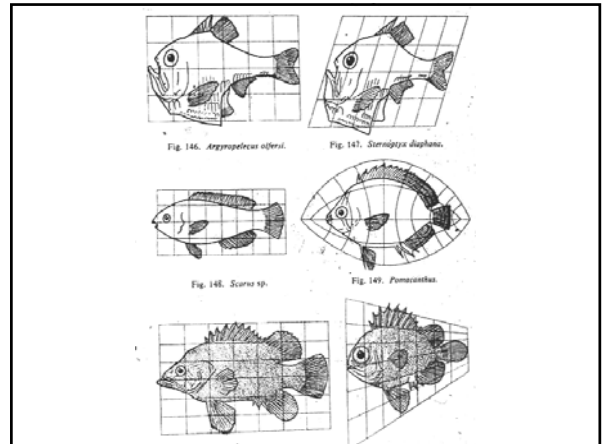 Fig. 146. Argyropelecus olfersi.
Fig. 147. Sternoptyx diaphana.
Fig. 148. Scarus sp.
Fig. 149. Pomacanthus.